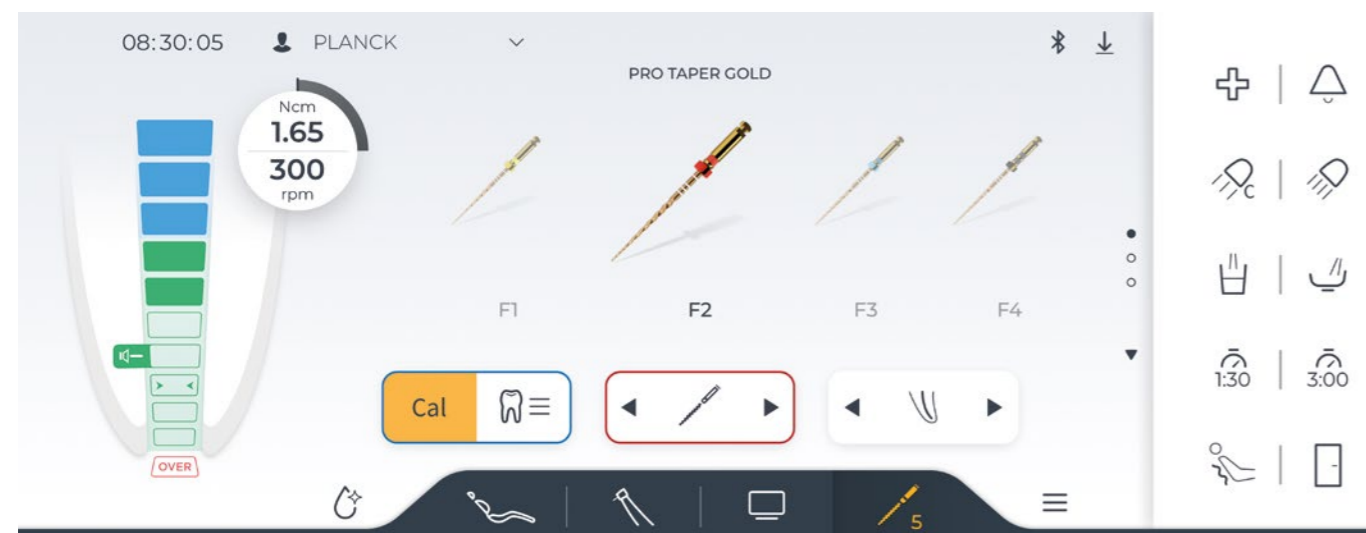 08:30:05
PLANCK
PRO TAPER GOLD
Ncm
1.65
300
rpm
F1
F2
F3
F4
Cal
OVER
5
C
1:30
3:00